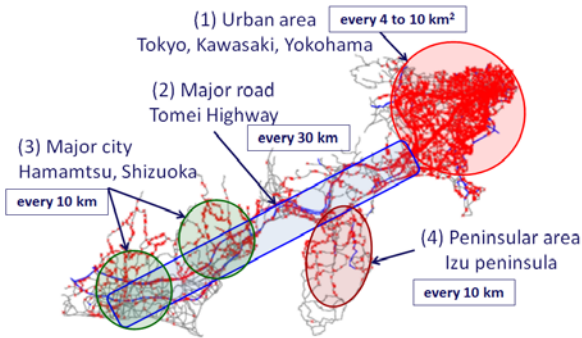 (1) Urban area
every 4 to 10 km²
Tokyo, Kawasaki, Yokohama
(2) Major road
Tomei Highway
every 30 km
(3) Major city
Hamamtsu, Shizuoka
every 10 km
(4) Peninsular area
Izu peninsula
every 10 km